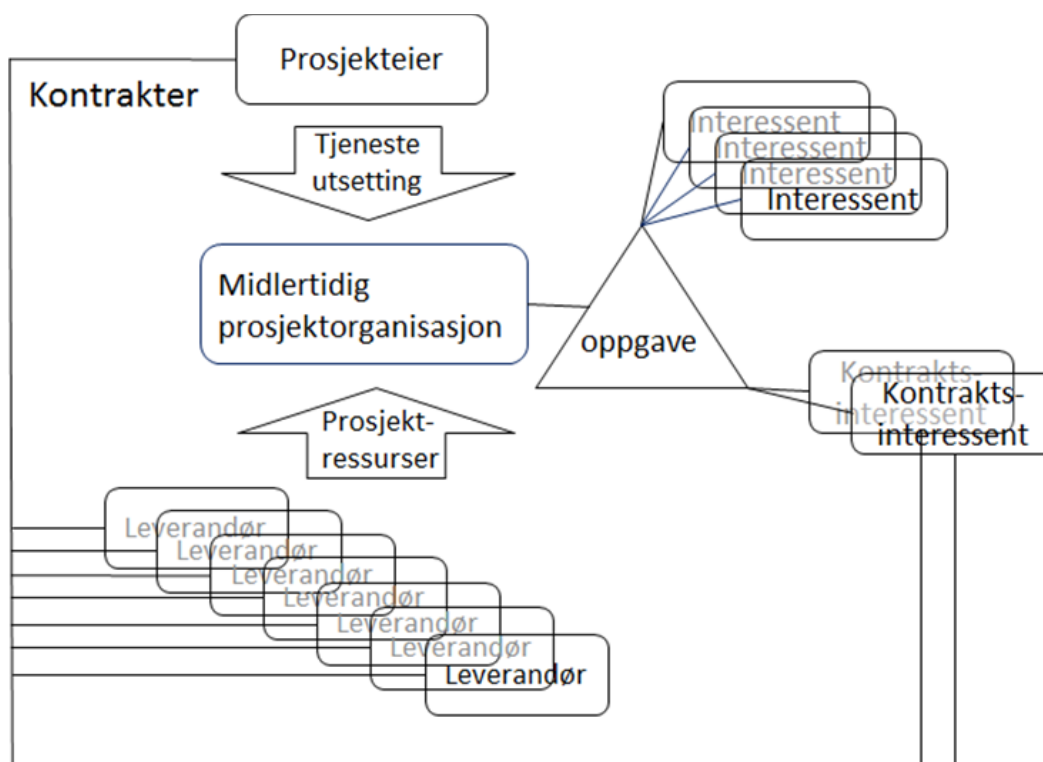 Prosjekteier
Kontrakter
Tjeneste
utsetting
Interessent
Interessent
Interessent
Interessent
Midlertidig
prosjektorganisasjon
oppgave
Kontrakts-
interessent
Kontrakts-
interessent
Prosjekt-
ressurser
Leverandør
Leverandør
Leverandør
Leverandør
Leverandør
Leverandør
Leverandør